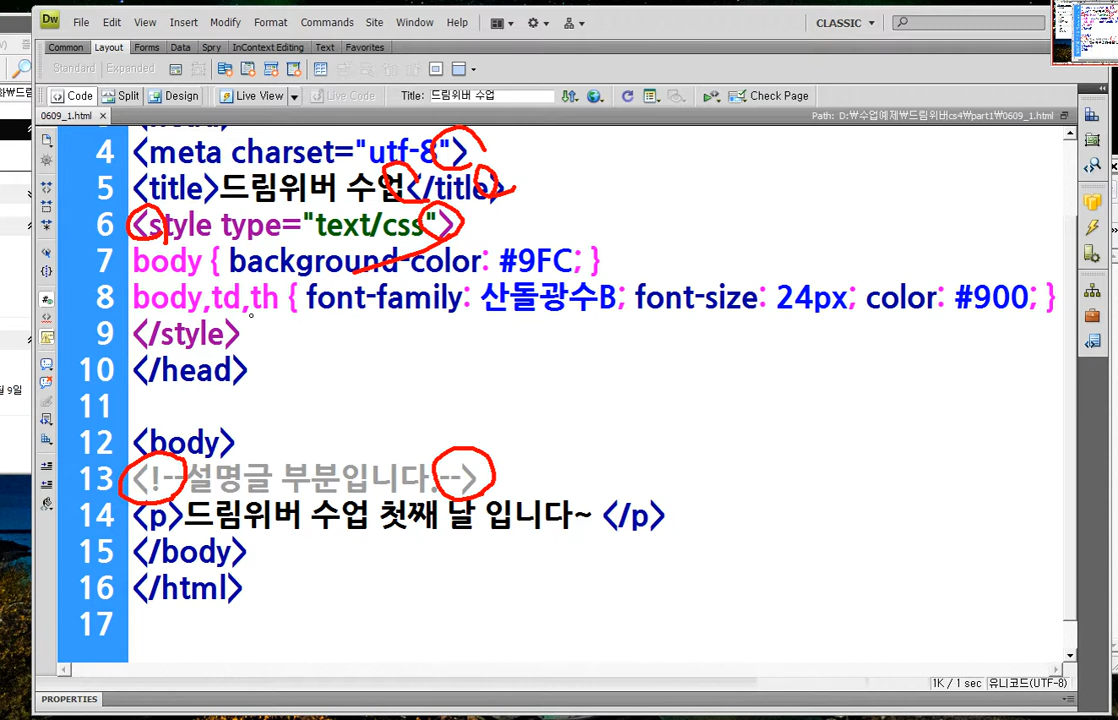 Dw File Edit View Insert Modify Format Commands Site Window Help CLASSIC
Common Layout Forms Data Spry InContext Editing Text Favorites
Standard Expanded
Code Split Design Live View Live Code Title: 드림위버 수업 Check Page
0609_1.html Path: D:₩수업예제₩드림위버cs4₩part1₩0609_1.html
4 <meta charset="utf-8">
5 <title>드림위버 수업</title>
6 <style type="text/css">
7 body { background-color: #9FC; }
8 body,td,th { font-family: 산돌광수B; font-size: 24px; color: #900; }
9 </style>
10 </head>
11
12 <body>
13 <!--설명글 부분입니다.-->
14 <p>드림위버 수업 첫째 날 입니다~ </p>
15 </body>
16 </html>
17
1K / 1 sec 유니코드(UTF-8)
PROPERTIES